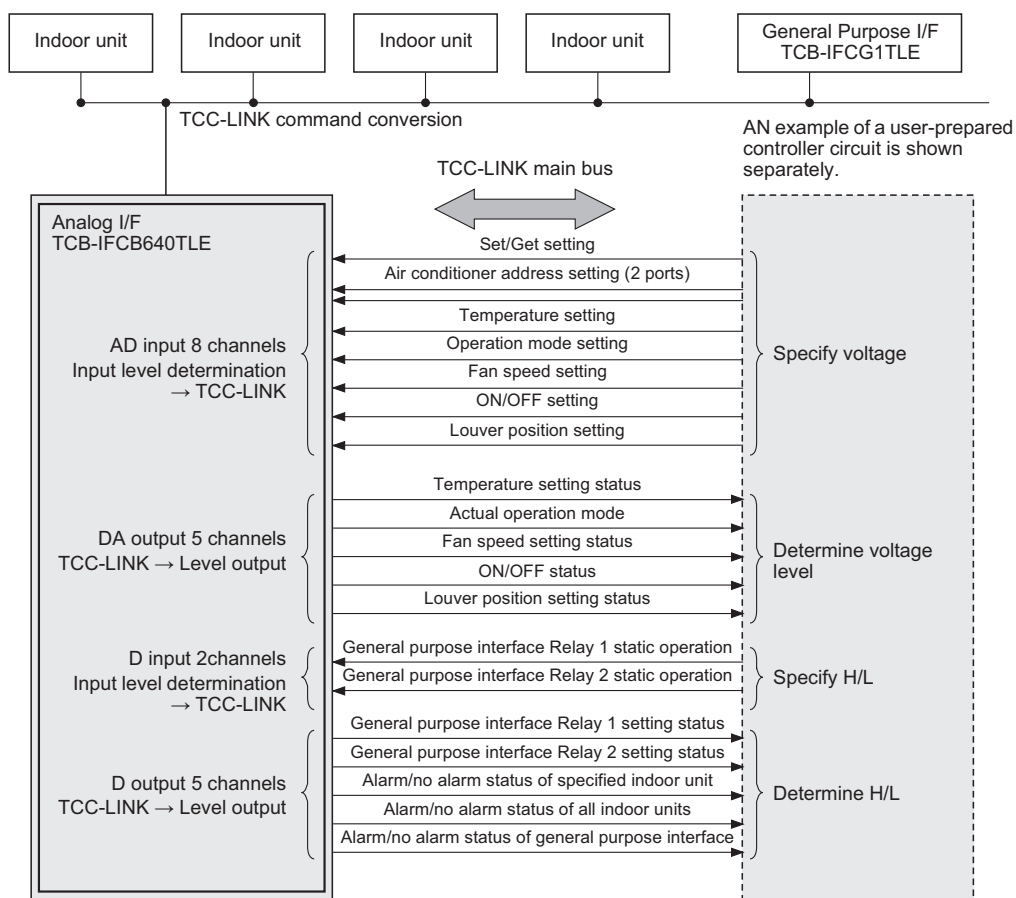 Indoor unit
Indoor unit
Indoor unit
Indoor unit
General Purpose I/F
TCB-IFCG1TLE
TCC-LINK command conversion
AN example of a user-prepared
controller circuit is shown
separately.
TCC-LINK main bus
Analog I/F
TCB-IFCB640TLE
Set/Get setting
Air conditioner address setting (2 ports)
Temperature setting
Operation mode setting
Fan speed setting
ON/OFF setting
Louver position setting
AD input 8 channels
Input level determination
→ TCC-LINK
Specify voltage
Temperature setting status
Actual operation mode
Fan speed setting status
ON/OFF status
Louver position setting status
DA output 5 channels
TCC-LINK → Level output
Determine voltage
level
General purpose interface Relay 1 static operation
General purpose interface Relay 2 static operation
D input 2channels
Input level determination
→ TCC-LINK
Specify H/L
General purpose interface Relay 1 setting status
General purpose interface Relay 2 setting status
Alarm/no alarm status of specified indoor unit
Alarm/no alarm status of all indoor units
Alarm/no alarm status of general purpose interface
D output 5 channels
TCC-LINK → Level output
Determine H/L